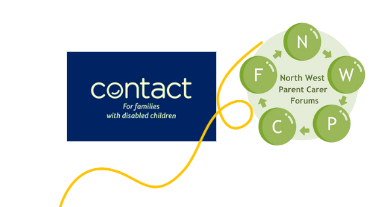 contact
For families
with disabled children
North West
Parent Carer
Forums
N
W
P
C
F